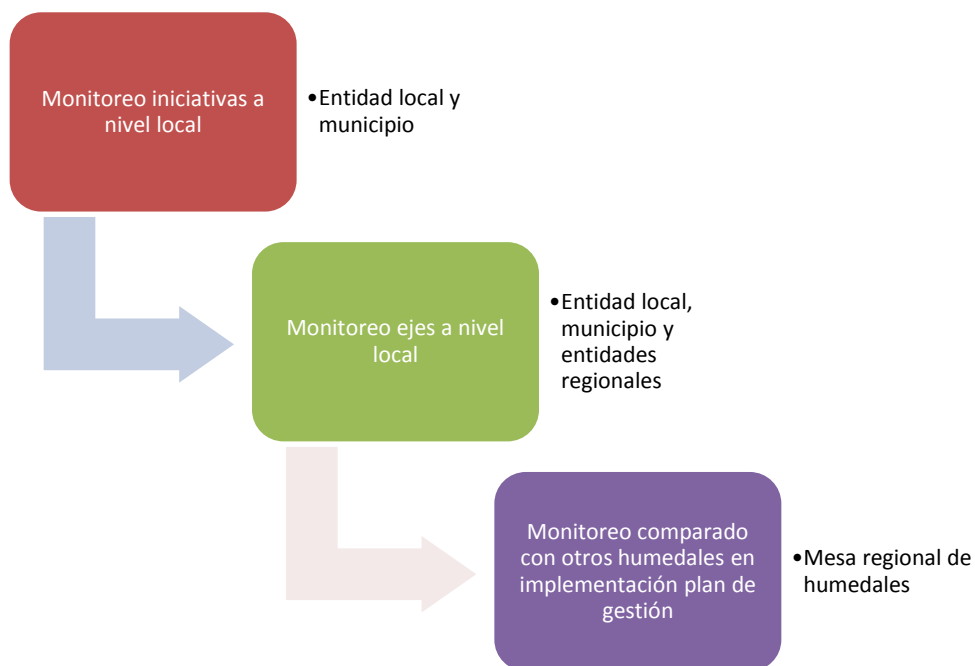 Monitoreo iniciativas a
nivel local
•Entidad local y
municipio
Monitoreo ejes a nivel
local
•Entidad local,
municipio y
entidades
regionales
Monitoreo comparado
con otros humedales en
implementación plan de
gestión
•Mesa regional de
humedales